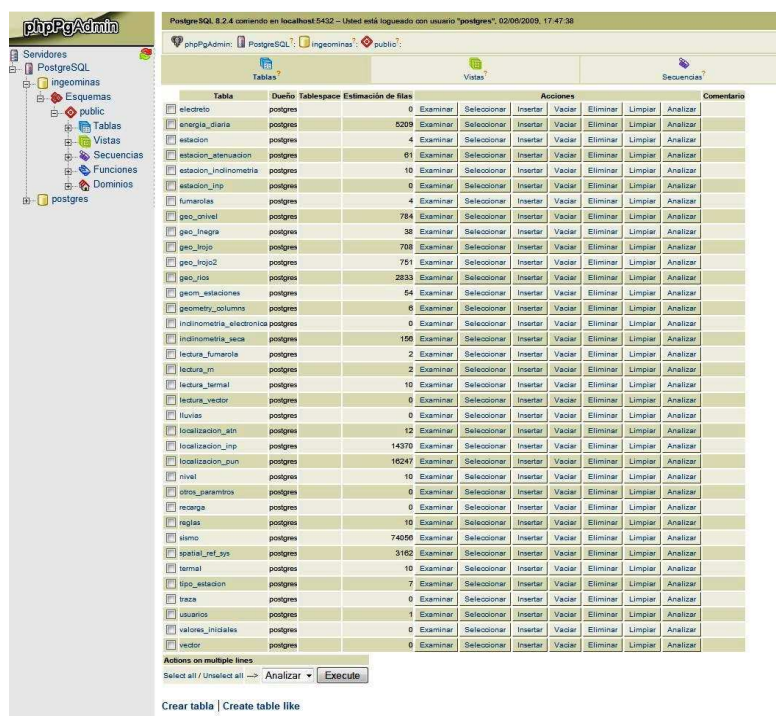 phpPgAdmin
PostgreSQL 8.2.4 corriendo en localhost:5432 -- Usted está logueado con usuario "postgres", 02/06/2009, 17:47:38
phpPgAdmin: PostgreSQL?: ingeominas?: public?:
Servidores
PostgreSQL
ingeominas
Esquemas
public
Tablas
Vistas
Secuencias
Funciones
Dominios
postgres
Tablas? Vistas? Secuencias?
Tabla Dueño Tablespace Estimación de filas Acciones Comentario
electreto postgres 0 Examinar Seleccionar Insertar Vaciar Eliminar Limpiar Analizar
energia_diaria postgres 5209 Examinar Seleccionar Insertar Vaciar Eliminar Limpiar Analizar
estacion postgres 4 Examinar Seleccionar Insertar Vaciar Eliminar Limpiar Analizar
estacion_atenuacion postgres 61 Examinar Seleccionar Insertar Vaciar Eliminar Limpiar Analizar
estacion_inclinometria postgres 10 Examinar Seleccionar Insertar Vaciar Eliminar Limpiar Analizar
estacion_inp postgres 0 Examinar Seleccionar Insertar Vaciar Eliminar Limpiar Analizar
fumarolas postgres 4 Examinar Seleccionar Insertar Vaciar Eliminar Limpiar Analizar
geo_cnivel postgres 784 Examinar Seleccionar Insertar Vaciar Eliminar Limpiar Analizar
geo_lnegra postgres 38 Examinar Seleccionar Insertar Vaciar Eliminar Limpiar Analizar
geo_lrojo postgres 708 Examinar Seleccionar Insertar Vaciar Eliminar Limpiar Analizar
geo_lrojo2 postgres 751 Examinar Seleccionar Insertar Vaciar Eliminar Limpiar Analizar
geo_rios postgres 2833 Examinar Seleccionar Insertar Vaciar Eliminar Limpiar Analizar
geom_estaciones postgres 54 Examinar Seleccionar Insertar Vaciar Eliminar Limpiar Analizar
geometry_columns postgres 6 Examinar Seleccionar Insertar Vaciar Eliminar Limpiar Analizar
inclinometria_electronica postgres 0 Examinar Seleccionar Insertar Vaciar Eliminar Limpiar Analizar
inclinometria_seca postgres 156 Examinar Seleccionar Insertar Vaciar Eliminar Limpiar Analizar
lectura_fumarola postgres 2 Examinar Seleccionar Insertar Vaciar Eliminar Limpiar Analizar
lectura_rn postgres 2 Examinar Seleccionar Insertar Vaciar Eliminar Limpiar Analizar
lectura_termal postgres 10 Examinar Seleccionar Insertar Vaciar Eliminar Limpiar Analizar
lectura_vector postgres 0 Examinar Seleccionar Insertar Vaciar Eliminar Limpiar Analizar
lluvias postgres 0 Examinar Seleccionar Insertar Vaciar Eliminar Limpiar Analizar
localizacion_atn postgres 12 Examinar Seleccionar Insertar Vaciar Eliminar Limpiar Analizar
localizacion_inp postgres 14370 Examinar Seleccionar Insertar Vaciar Eliminar Limpiar Analizar
localizacion_pun postgres 16247 Examinar Seleccionar Insertar Vaciar Eliminar Limpiar Analizar
nivel postgres 10 Examinar Seleccionar Insertar Vaciar Eliminar Limpiar Analizar
otros_paramtros postgres 0 Examinar Seleccionar Insertar Vaciar Eliminar Limpiar Analizar
recarga postgres 0 Examinar Seleccionar Insertar Vaciar Eliminar Limpiar Analizar
reglas postgres 10 Examinar Seleccionar Insertar Vaciar Eliminar Limpiar Analizar
sismo postgres 74056 Examinar Seleccionar Insertar Vaciar Eliminar Limpiar Analizar
spatial_ref_sys postgres 3162 Examinar Seleccionar Insertar Vaciar Eliminar Limpiar Analizar
termal postgres 10 Examinar Seleccionar Insertar Vaciar Eliminar Limpiar Analizar
tipo_estacion postgres 7 Examinar Seleccionar Insertar Vaciar Eliminar Limpiar Analizar
traza postgres 0 Examinar Seleccionar Insertar Vaciar Eliminar Limpiar Analizar
usuarios postgres 1 Examinar Seleccionar Insertar Vaciar Eliminar Limpiar Analizar
valores_iniciales postgres 0 Examinar Seleccionar Insertar Vaciar Eliminar Limpiar Analizar
vector postgres 0 Examinar Seleccionar Insertar Vaciar Eliminar Limpiar Analizar
Actions on multiple lines
Select all / Unselect all ---> Analizar Execute
Crear tabla | Create table like